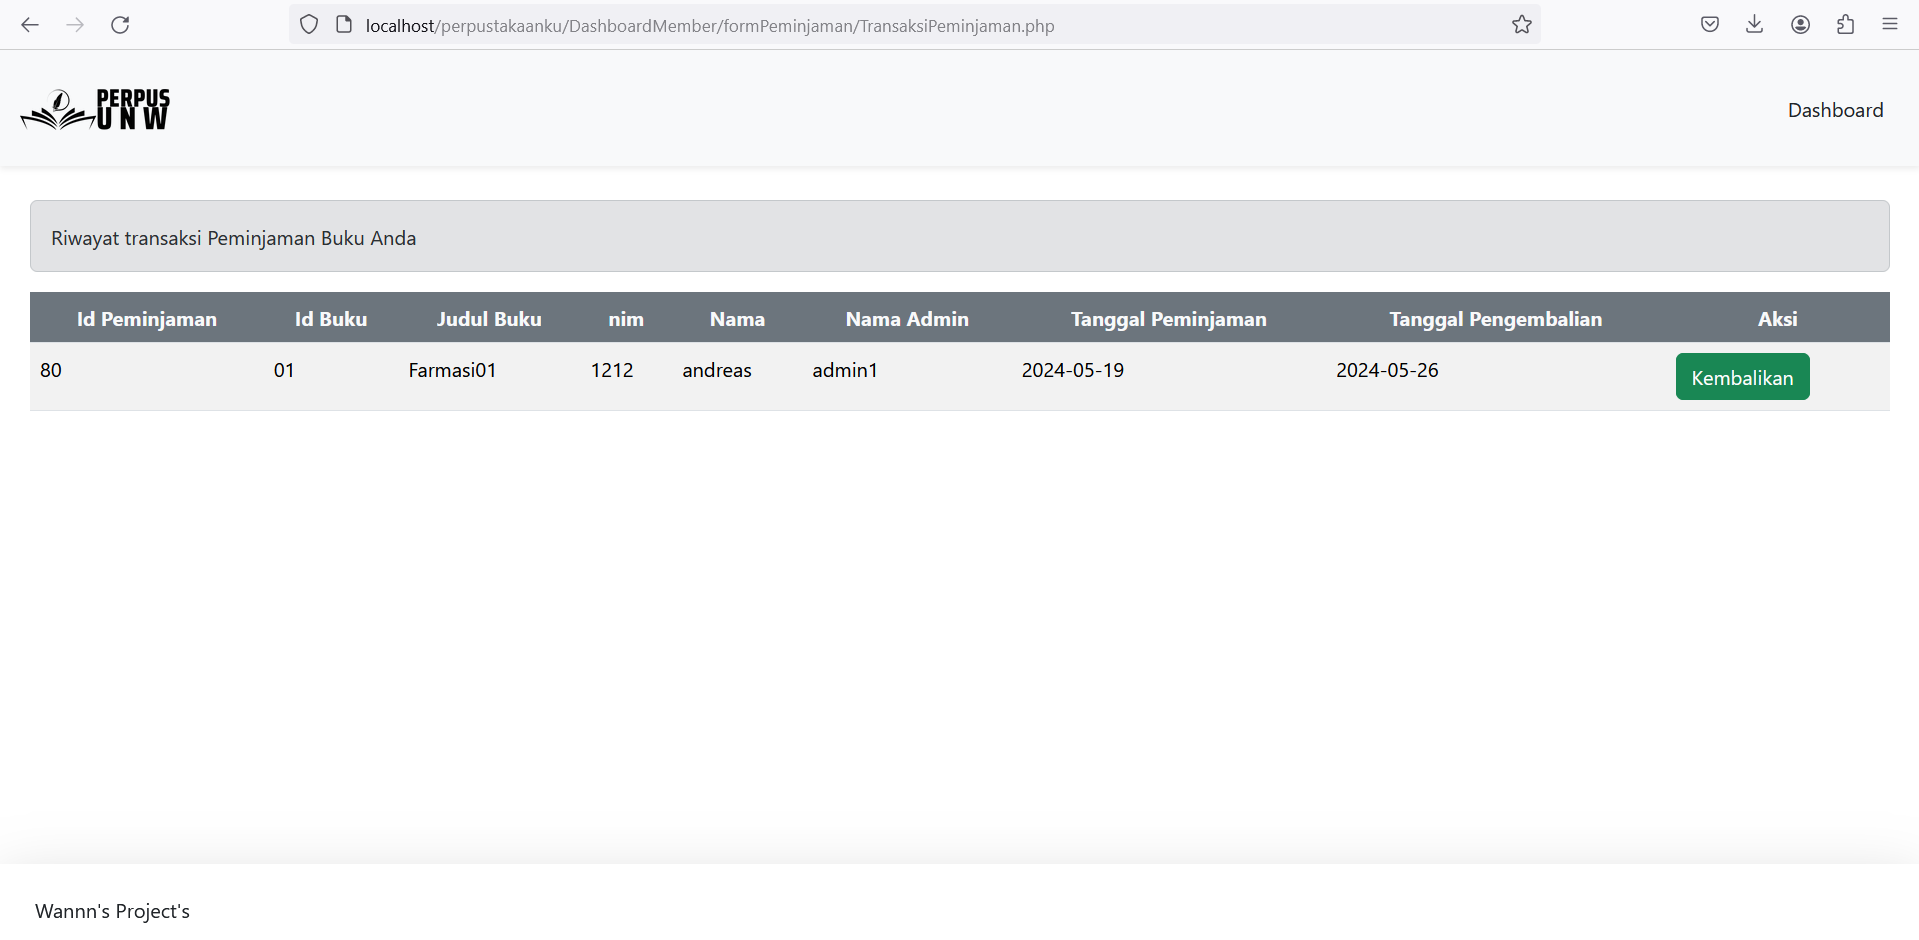 localhost/perpustakaanku/DashboardMember/formPeminjaman/TransaksiPeminjaman.php
PERPUS
UNW
Dashboard
Riwayat transaksi Peminjaman Buku Anda
Id Peminjaman Id Buku Judul Buku nim Nama Nama Admin Tanggal Peminjaman Tanggal Pengembalian Aksi
80 01 Farmasi01 1212 andreas admin1 2024-05-19 2024-05-26 Kembalikan
Wannn's Project's